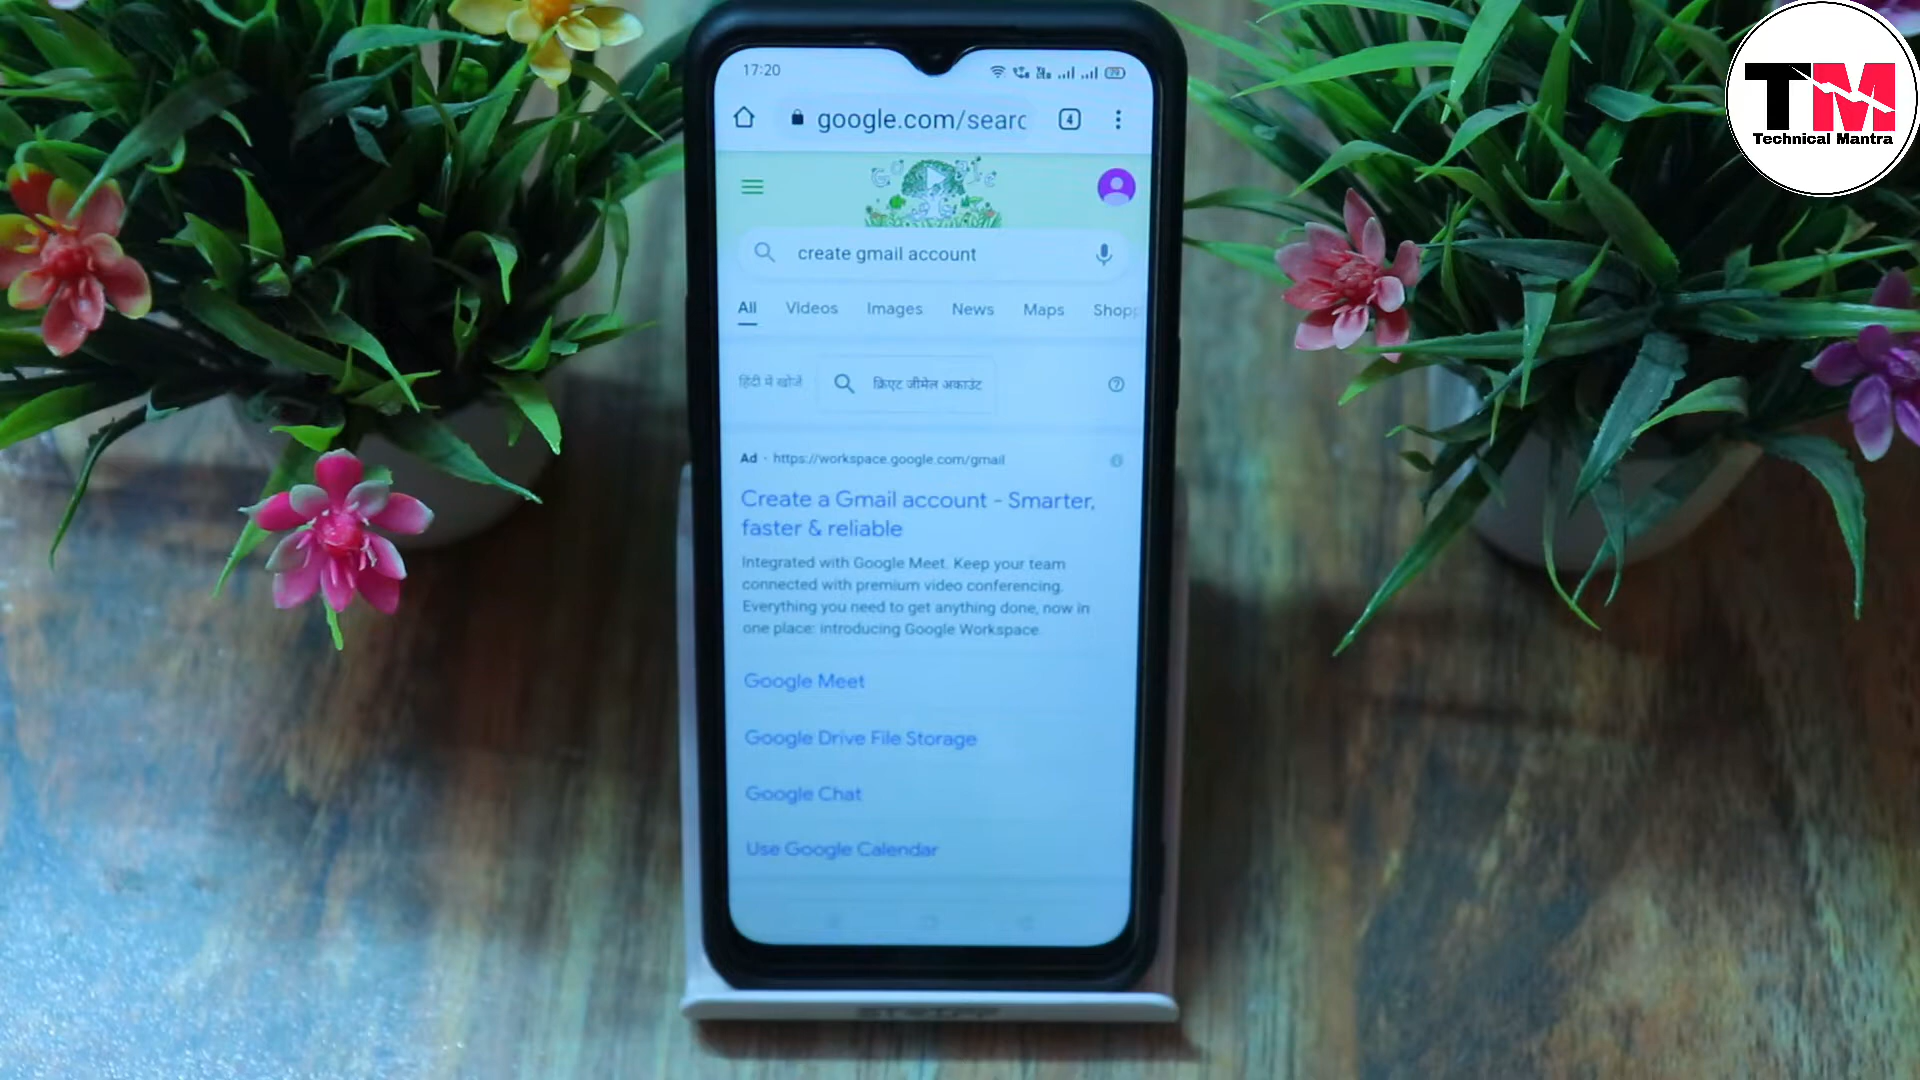 17:20
79
google.com/searc
4
TM
Technical Mantra
create gmail account
All Videos Images News Maps Shopp
हिंदी में खोजें क्रिएट जीमेल अकाउंट
Ad · https://workspace.google.com/gmail
Create a Gmail account - Smarter,
faster & reliable
Integrated with Google Meet. Keep your team
connected with premium video conferencing.
Everything you need to get anything done, now in
one place: introducing Google Workspace.
Google Meet
Google Drive File Storage
Google Chat
Use Google Calendar